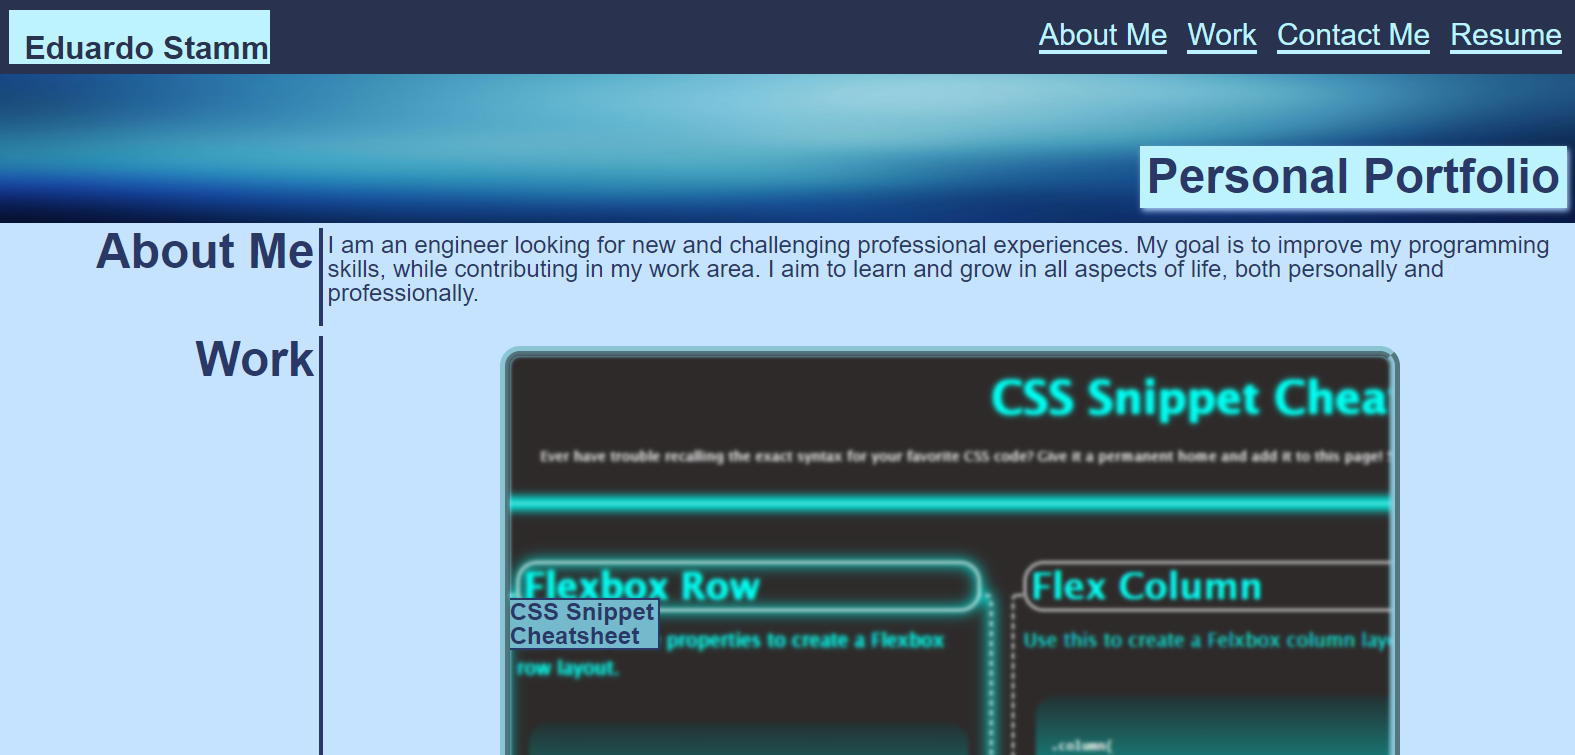 Eduardo Stamm
About Me Work Contact Me Resume
Personal Portfolio
About Me
I am an engineer looking for new and challenging professional experiences. My goal is to improve my programming
skills, while contributing in my work area. I aim to learn and grow in all aspects of life, both personally and
professionally.
Work
CSS Snippet
Ever have trouble recalling the exact syntax for your favorite CSS code? Give it a permanent home and add it to this page!
Flexbox Row
Flex Column
CSS Snippet
Cheatsheet
properties to create a Flexbox
row layout.
Use this to create a Felxbox column
.column{